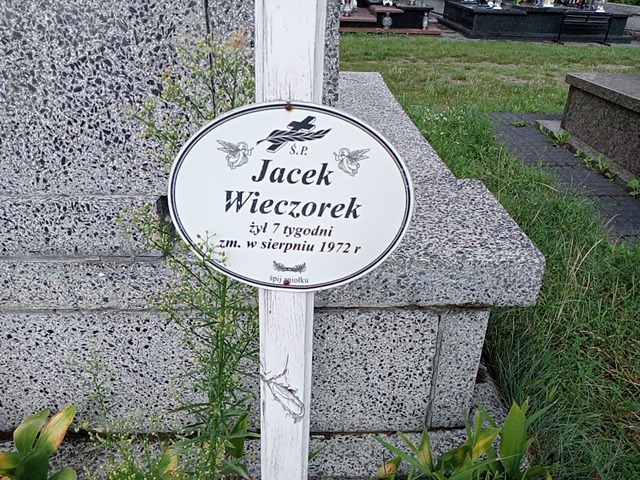 Ś.P.
Jacek
Wieczorek
żył 7 tygodni
zm. w sierpniu 1972 r
śpij aniołku